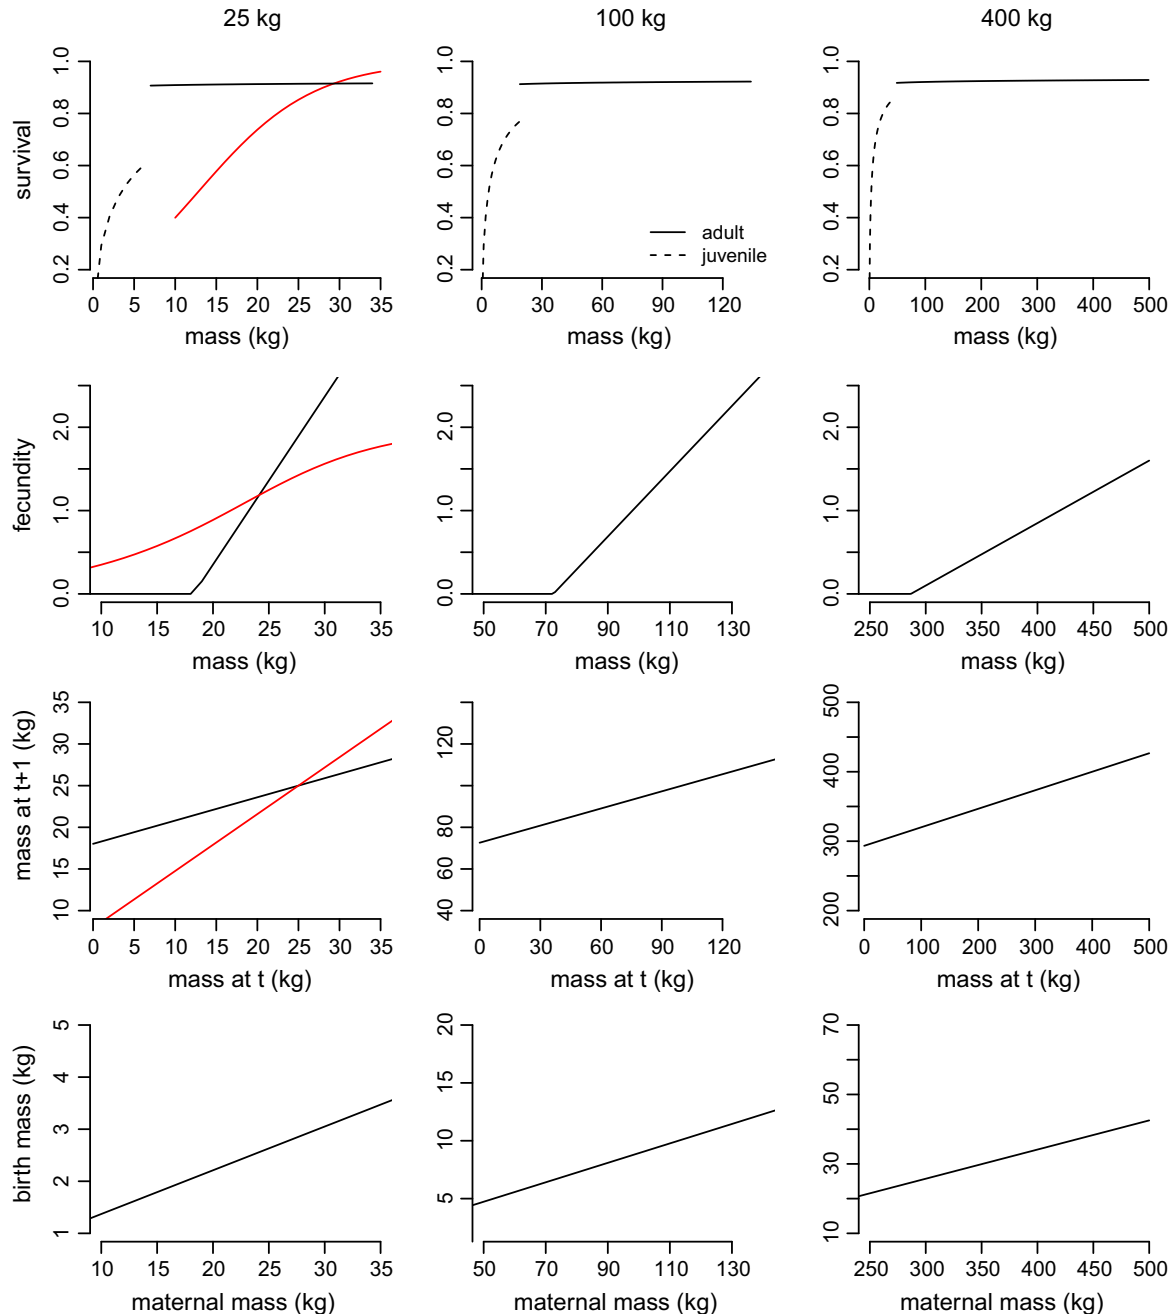 25 kg 100 kg 400 kg
survival
0.2 0.4 0.6 0.8 1.0
0 5 10 15 20 25 30 35
mass (kg)
0.2 0.4 0.6 0.8 1.0
adult
juvenile
0 30 60 90 120
mass (kg)
0.2 0.4 0.6 0.8 1.0
0 100 200 300 400 500
mass (kg)
fecundity
0.0 1.0 2.0
10 15 20 25 30 35
mass (kg)
0.0 1.0 2.0
50 70 90 110 130
mass (kg)
0.0 1.0 2.0
250 300 350 400 450 500
mass (kg)
mass at t+1 (kg)
10 15 20 25 30 35
0 5 10 15 20 25 30 35
mass at t (kg)
40 60 80 120
0 30 60 90 120
mass at t (kg)
200 300 400 500
0 100 200 300 400 500
mass at t (kg)
birth mass (kg)
1 2 3 4 5
10 15 20 25 30 35
maternal mass (kg)
5 10 15 20
50 70 90 110 130
maternal mass (kg)
10 30 50 70
250 300 350 400 450 500
maternal mass (kg)